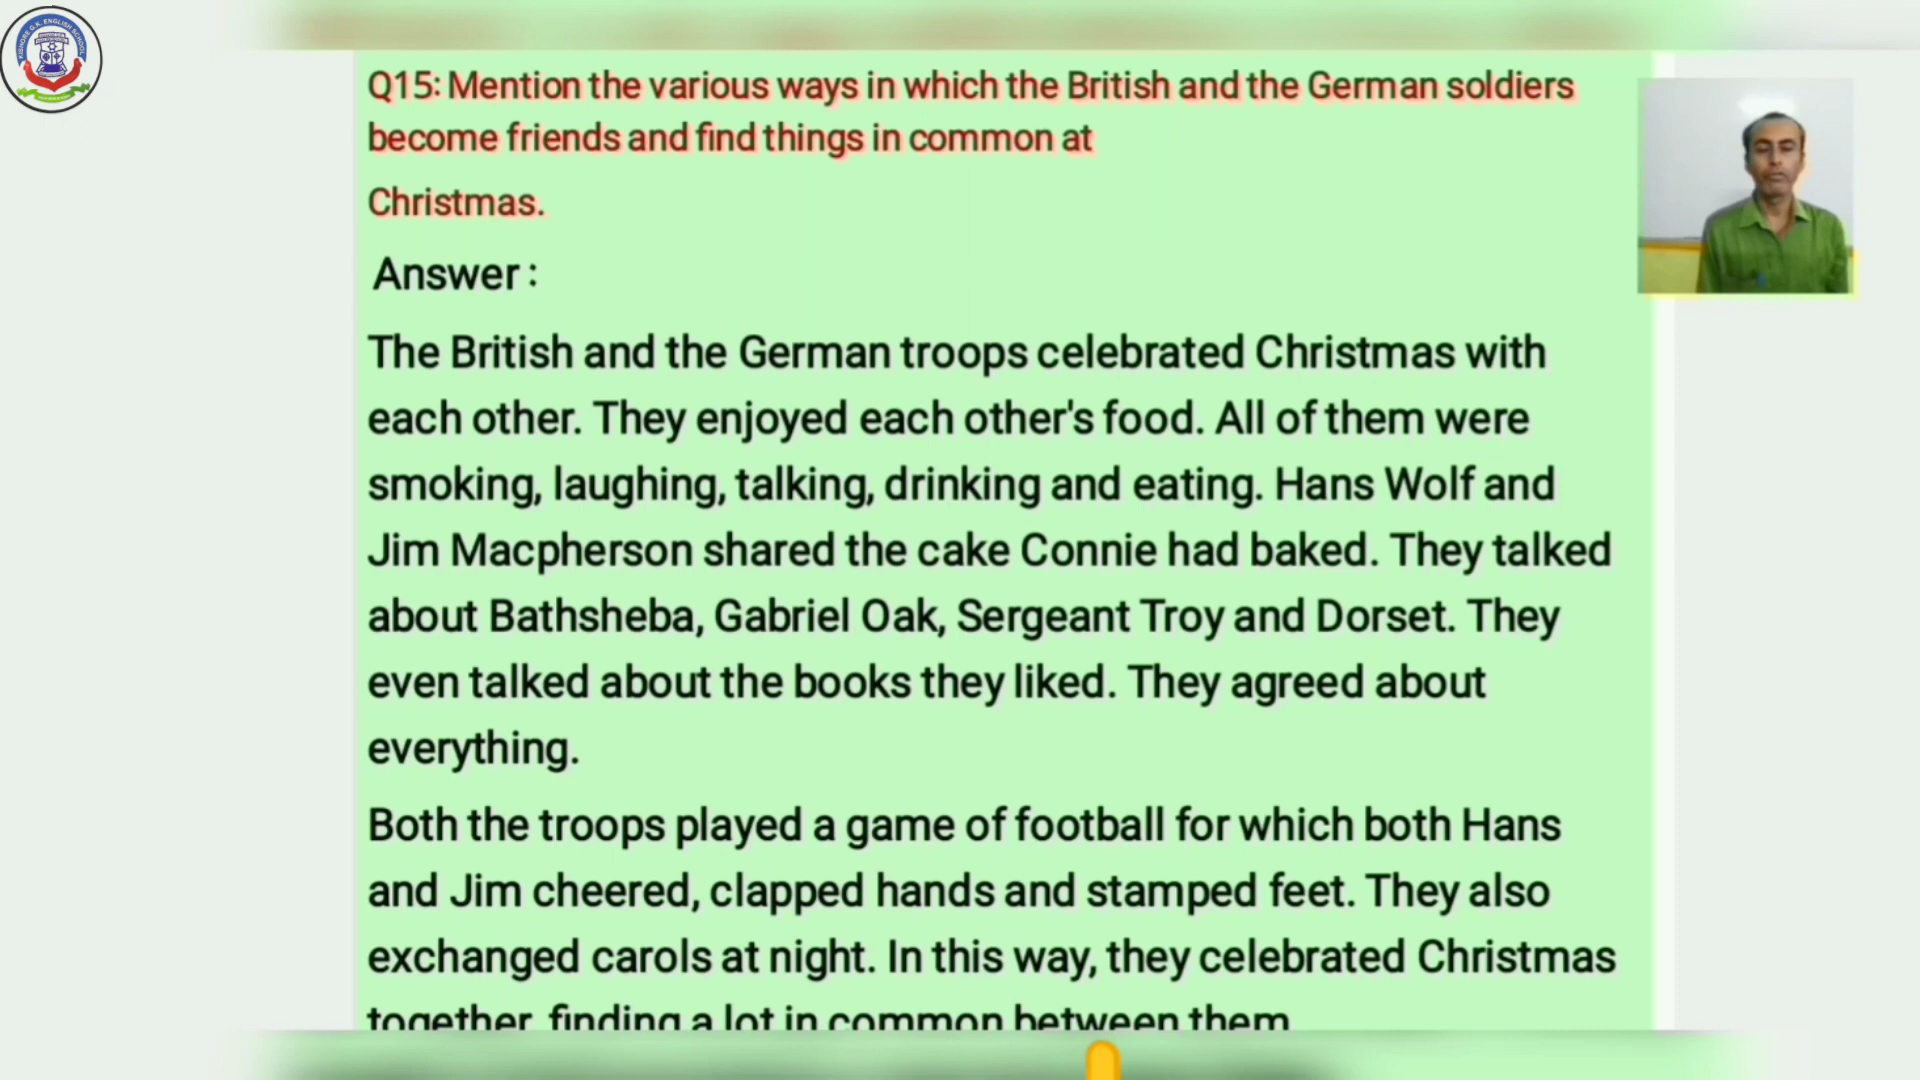 KISHORE G.K. ENGLISH SCHOOL
Q15: Mention the various ways in which the British and the German soldiers
become friends and find things in common at
Christmas.
Answer :
The British and the German troops celebrated Christmas with
each other. They enjoyed each other's food. All of them were
smoking, laughing, talking, drinking and eating. Hans Wolf and
Jim Macpherson shared the cake Connie had baked. They talked
about Bathsheba, Gabriel Oak, Sergeant Troy and Dorset. They
even talked about the books they liked. They agreed about
everything.
Both the troops played a game of football for which both Hans
and Jim cheered, clapped hands and stamped feet. They also
exchanged carols at night. In this way, they celebrated Christmas
together, finding a lot in common between them